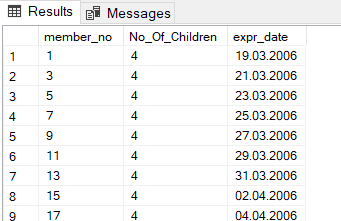 Results Messages
member_no No_Of_Children expr_date
1 1 4 19.03.2006
2 3 4 21.03.2006
3 5 4 23.03.2006
4 7 4 25.03.2006
5 9 4 27.03.2006
6 11 4 29.03.2006
7 13 4 31.03.2006
8 15 4 02.04.2006
9 17 4 04.04.2006